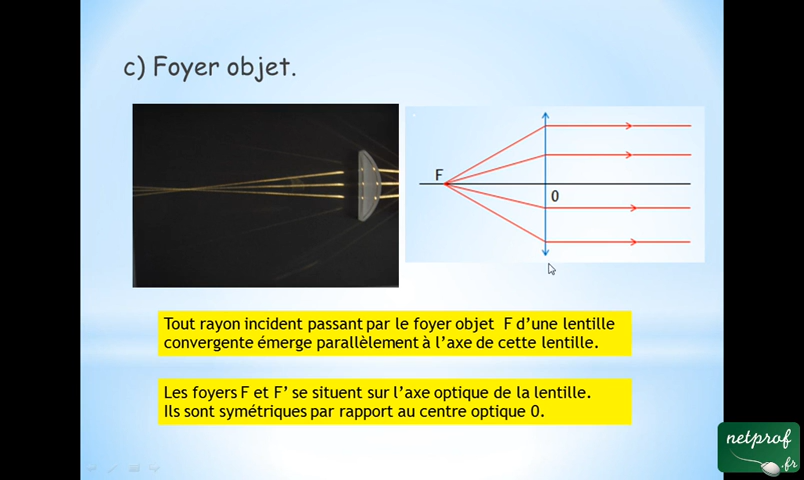 c) Foyer objet.
F
0
Tout rayon incident passant par le foyer objet F d’une lentille
convergente émerge parallèlement à l’axe de cette lentille.
Les foyers F et F’ se situent sur l’axe optique de la lentille.
Ils sont symétriques par rapport au centre optique 0.
netprof
.fr